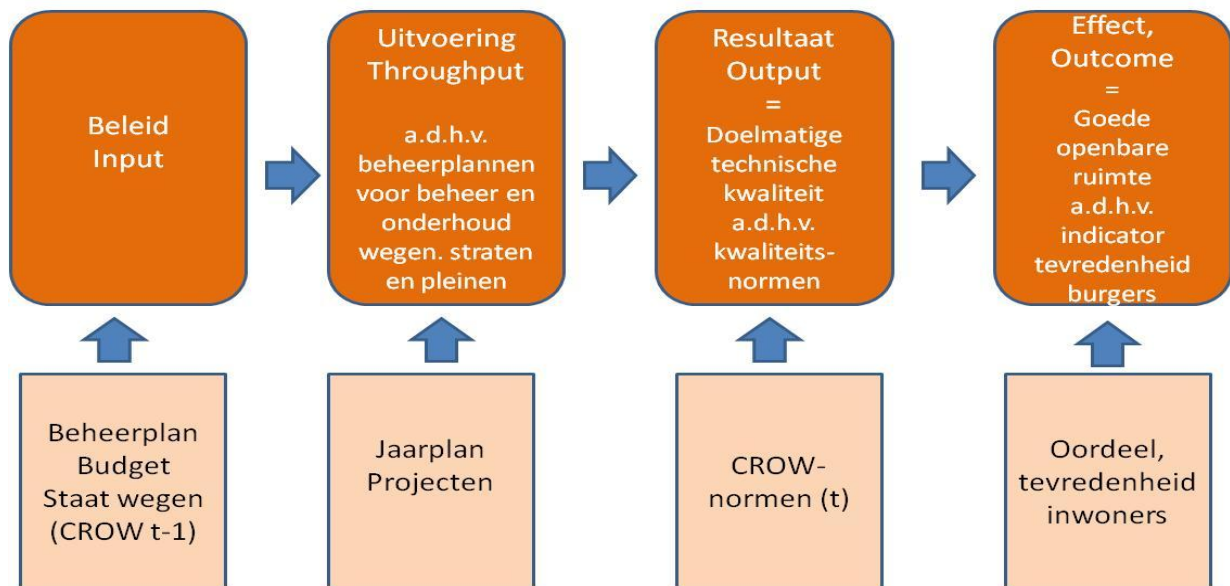 Beleid
Input
Uitvoering
Throughput
a.d.h.v.
beheerplannen
voor beheer en
onderhoud
wegen. straten
en pleinen
Resultaat
Output
=
Doelmatige
technische
kwaliteit
a.d.h.v.
kwaliteits-
normen
Effect,
Outcome
=
Goede
openbare
ruimte
a.d.h.v.
indicator
tevredenheid
burgers
Beheerplan
Budget
Staat wegen
(CROW t-1)
Jaarplan
Projecten
CROW-
normen (t)
Oordeel,
tevredenheid
inwoners